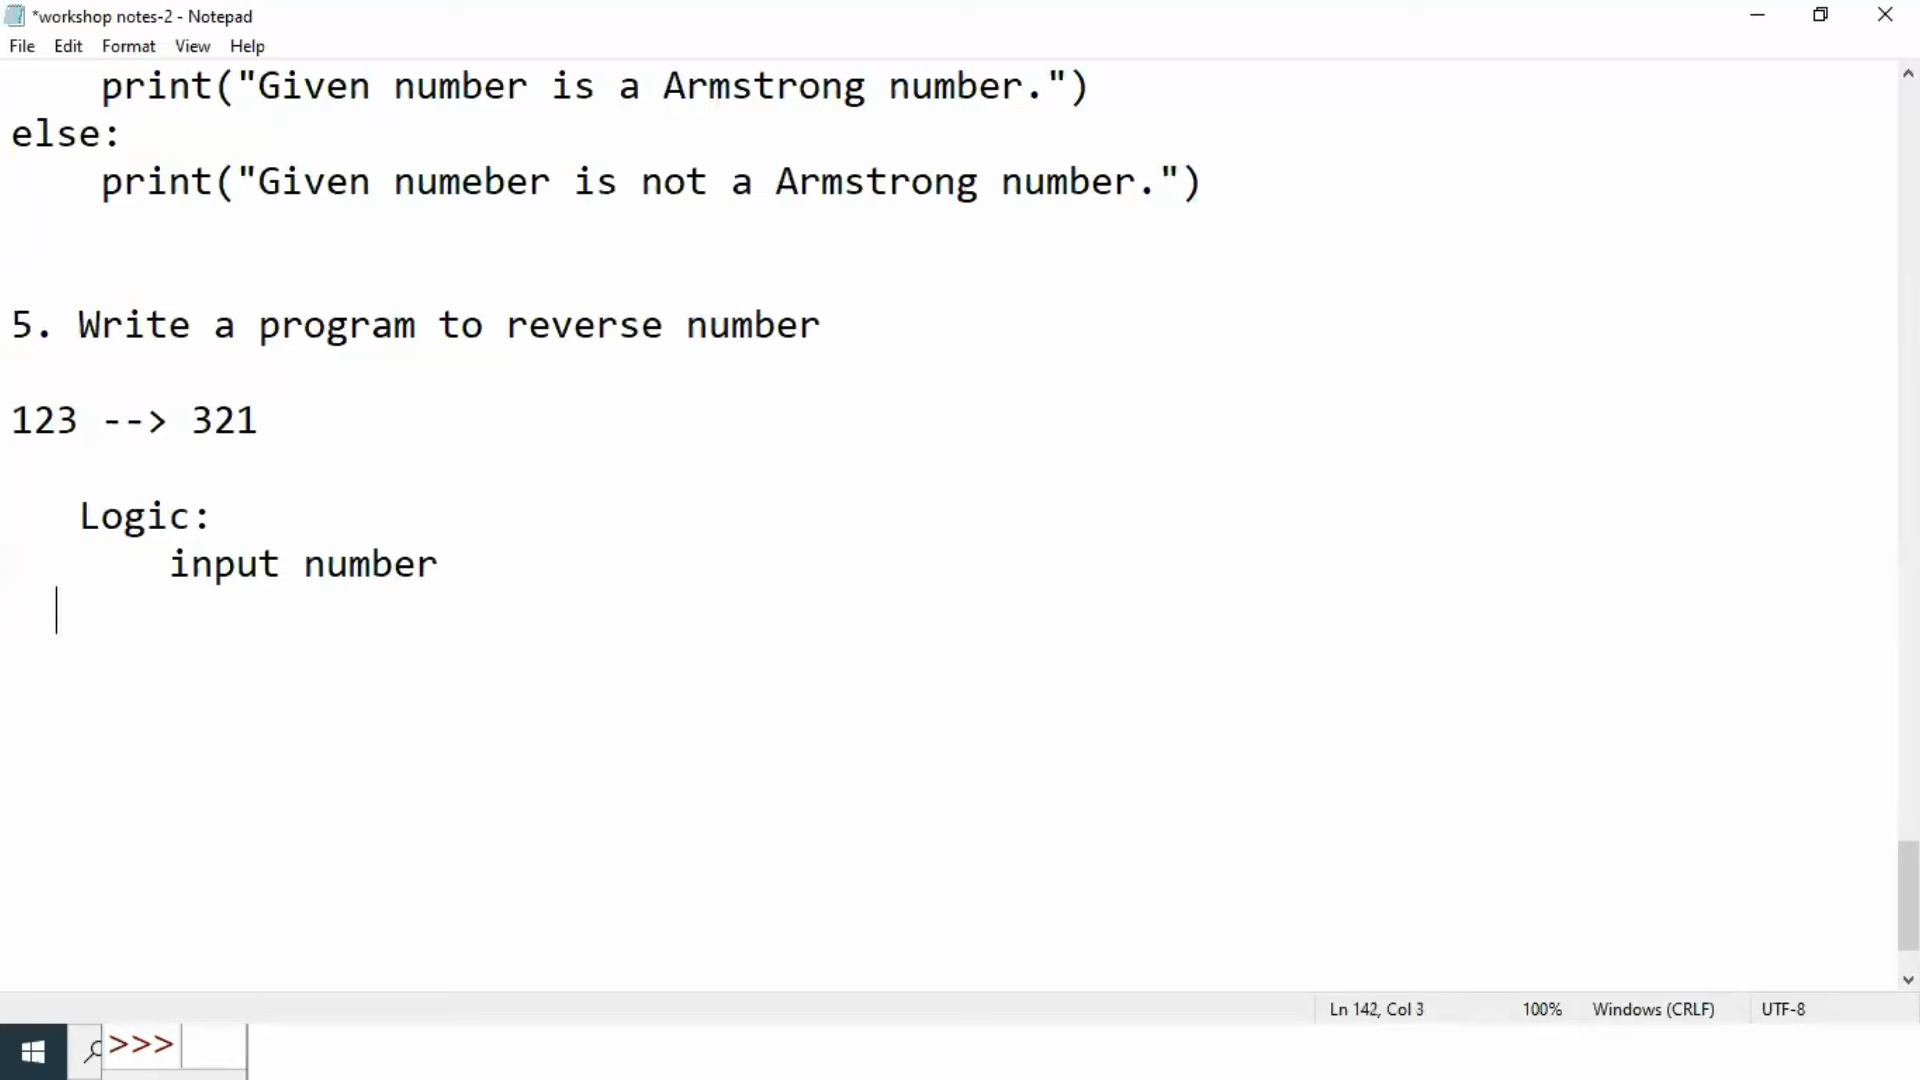 *workshop notes-2 - Notepad
File Edit Format View Help
print("Given number is a Armstrong number.")
else:
print("Given numeber is not a Armstrong number.")
5. Write a program to reverse number
123 --> 321
Logic:
input number
Ln 142, Col 3 100% Windows (CRLF) UTF-8
>>>